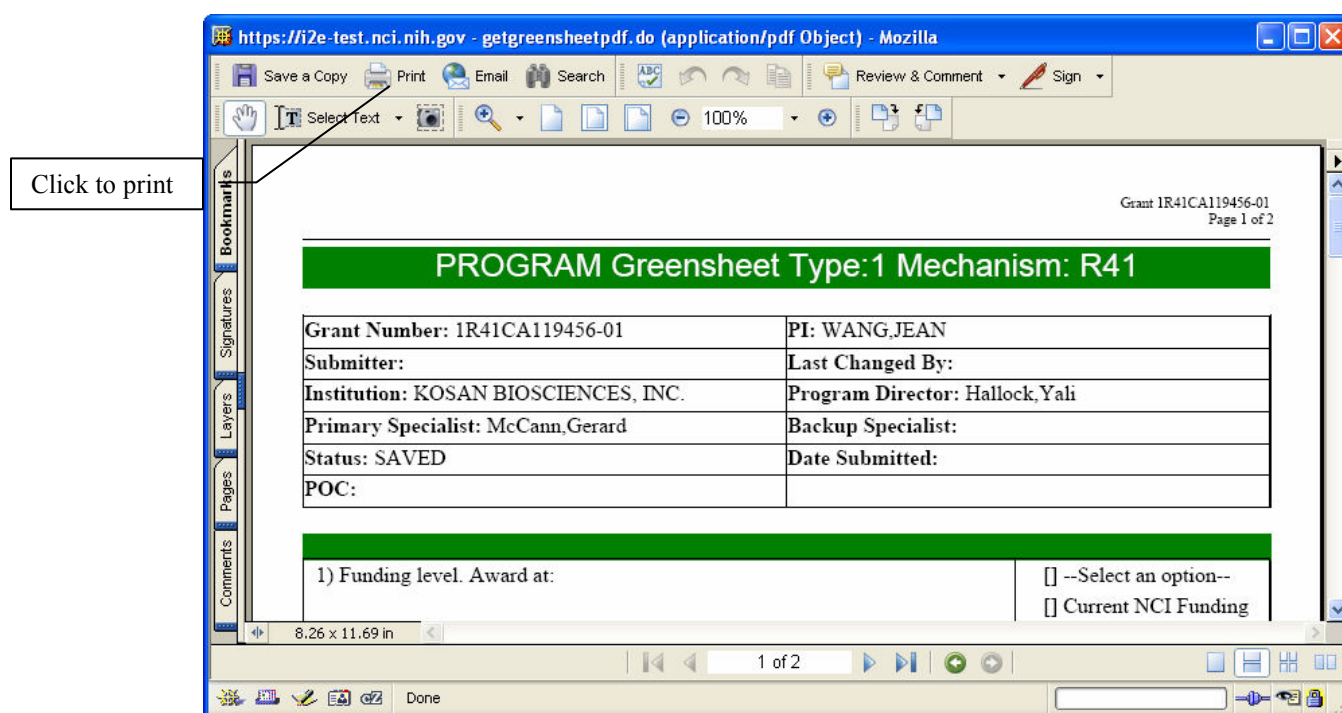 https://i2e-test.nci.nih.gov - getgreensheetpdf.do (application/pdf Object) - Mozilla
Save a Copy Print Email Search ABC Review & Comment Sign
T Select Text 100%
Click to print
Bookmarks
Signatures
Layers
Pages
Comments
Grant 1R41CA119456-01
Page 1 of 2
PROGRAM Greensheet Type:1 Mechanism: R41
Grant Number: 1R41CA119456-01 PI: WANG,JEAN
Submitter: Last Changed By:
Institution: KOSAN BIOSCIENCES, INC. Program Director: Hallock,Yali
Primary Specialist: McCann,Gerard Backup Specialist:
Status: SAVED Date Submitted:
POC:
1) Funding level. Award at: [] --Select an option--
[] Current NCI Funding
8.26 x 11.69 in
1 of 2
Done